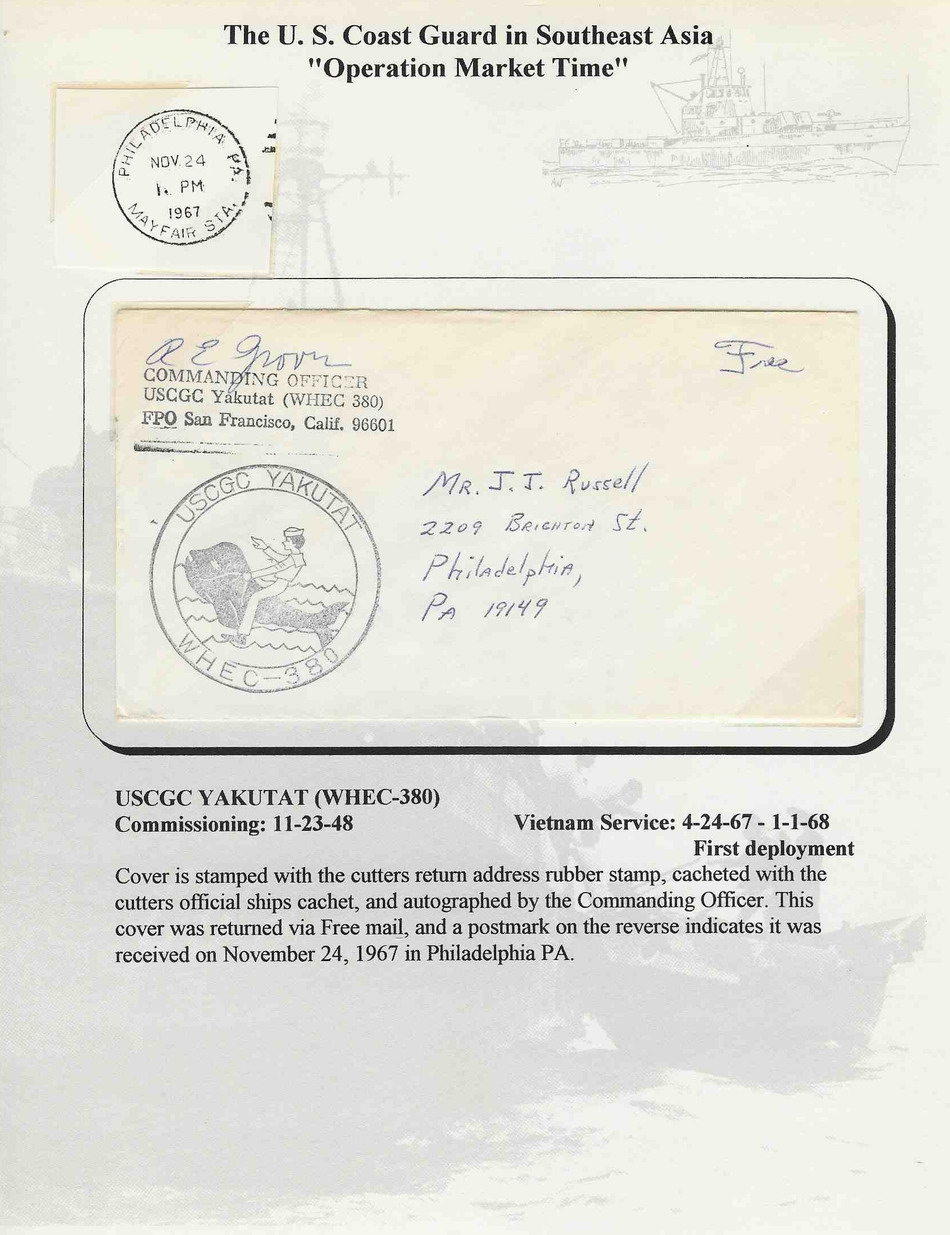 The U. S. Coast Guard in Southeast Asia
"Operation Market Time"
PHILADELPHIA PA.
NOV 24
PM
1967
MAYFAIR STA.
R E
Free
COMMANDING OFFICER
USCGC Yakutat (WHEC 380)
FPO San Francisco, Calif. 96601
USCGC YAKUTAT
WHEC-380
MR. J. J. Russell
2209 BRIGHTON St.
Philadelphia,
PA 19149
USCGC YAKUTAT (WHEC-380)
Commissioning: 11-23-48 Vietnam Service: 4-24-67 - 1-1-68
First deployment
Cover is stamped with the cutters return address rubber stamp, cacheted with the
cutters official ships cachet, and autographed by the Commanding Officer. This
cover was returned via Free mail, and a postmark on the reverse indicates it was
received on November 24, 1967 in Philadelphia PA.